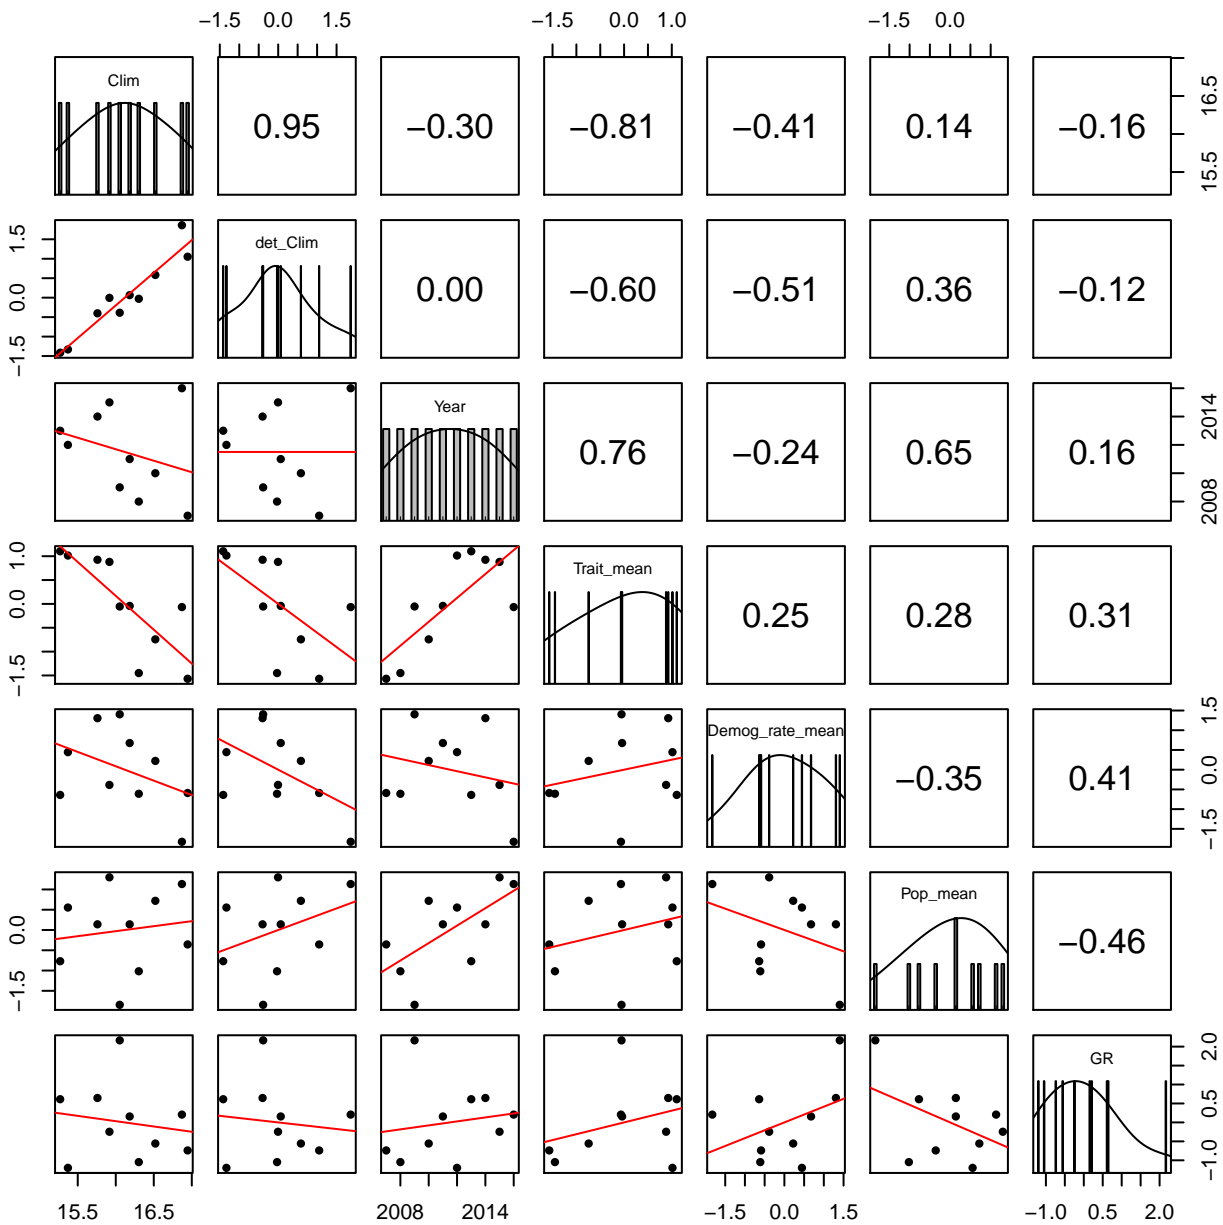 −1.5 0.0 1.5 0.0 1.0 −1.5 0.0
Clim 0.95 −0.30 −0.81 −0.41 0.14 −0.16 15.5 16.5
−1.5 0.0 1.5 det_Clim 0.00 −0.60 −0.51 0.36 −0.12
Year 0.76 −0.24 0.65 0.16 2008 2014
−1.5 0.0 1.0 Trait_mean 0.25 0.28 0.31
Demog_rate_mean −0.35 0.41 −1.5 0.0 1.5
−1.5 0.0 Pop_mean −0.46
GR −1.0 0.5 2.0
15.5 16.5 2008 2014 −1.5 0.0 1.5 −1.0 0.5 2.0